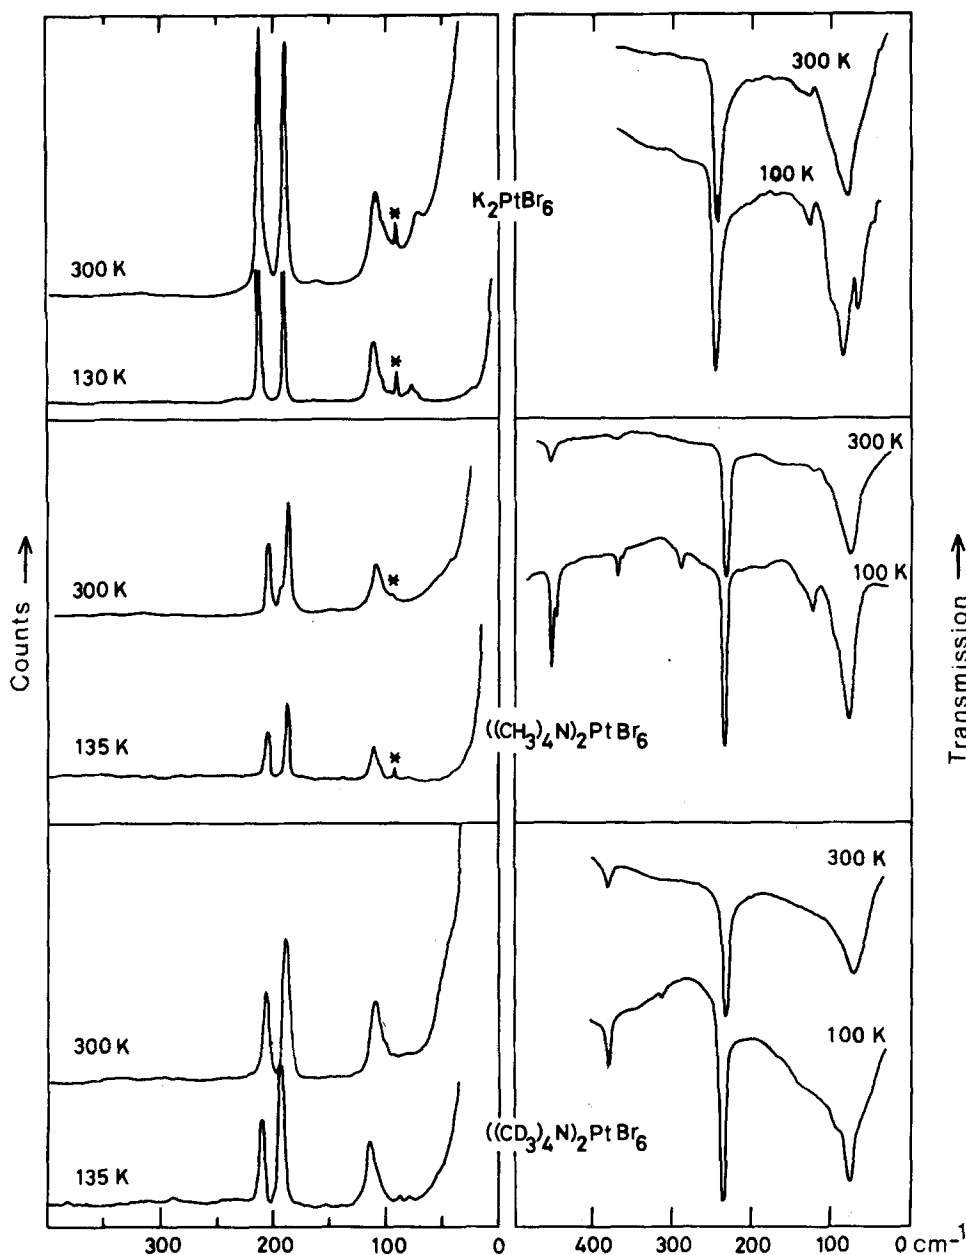 300 K
*
K2PtBr6
300 K
100 K
130 K
*
Counts →
300 K
*
300 K
100 K
Transmission →
135 K
*
((CH)4N)2PtBr6
300 K
300 K
100 K
((CD3)4N)2PtBr6
135 K
300 200 100 0 400 300 200 100 0 cm-1